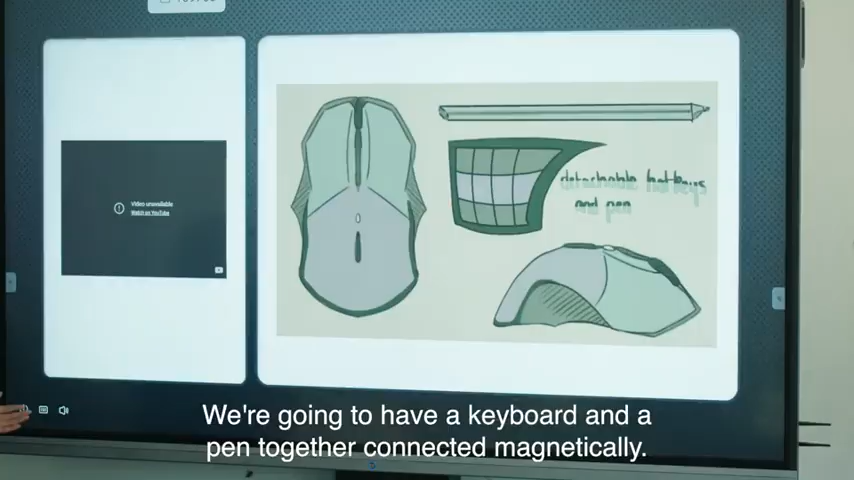 Video unavailable
Watch on YouTube
detachable hotkeys
and pen
We're going to have a keyboard and a
pen together connected magnetically.